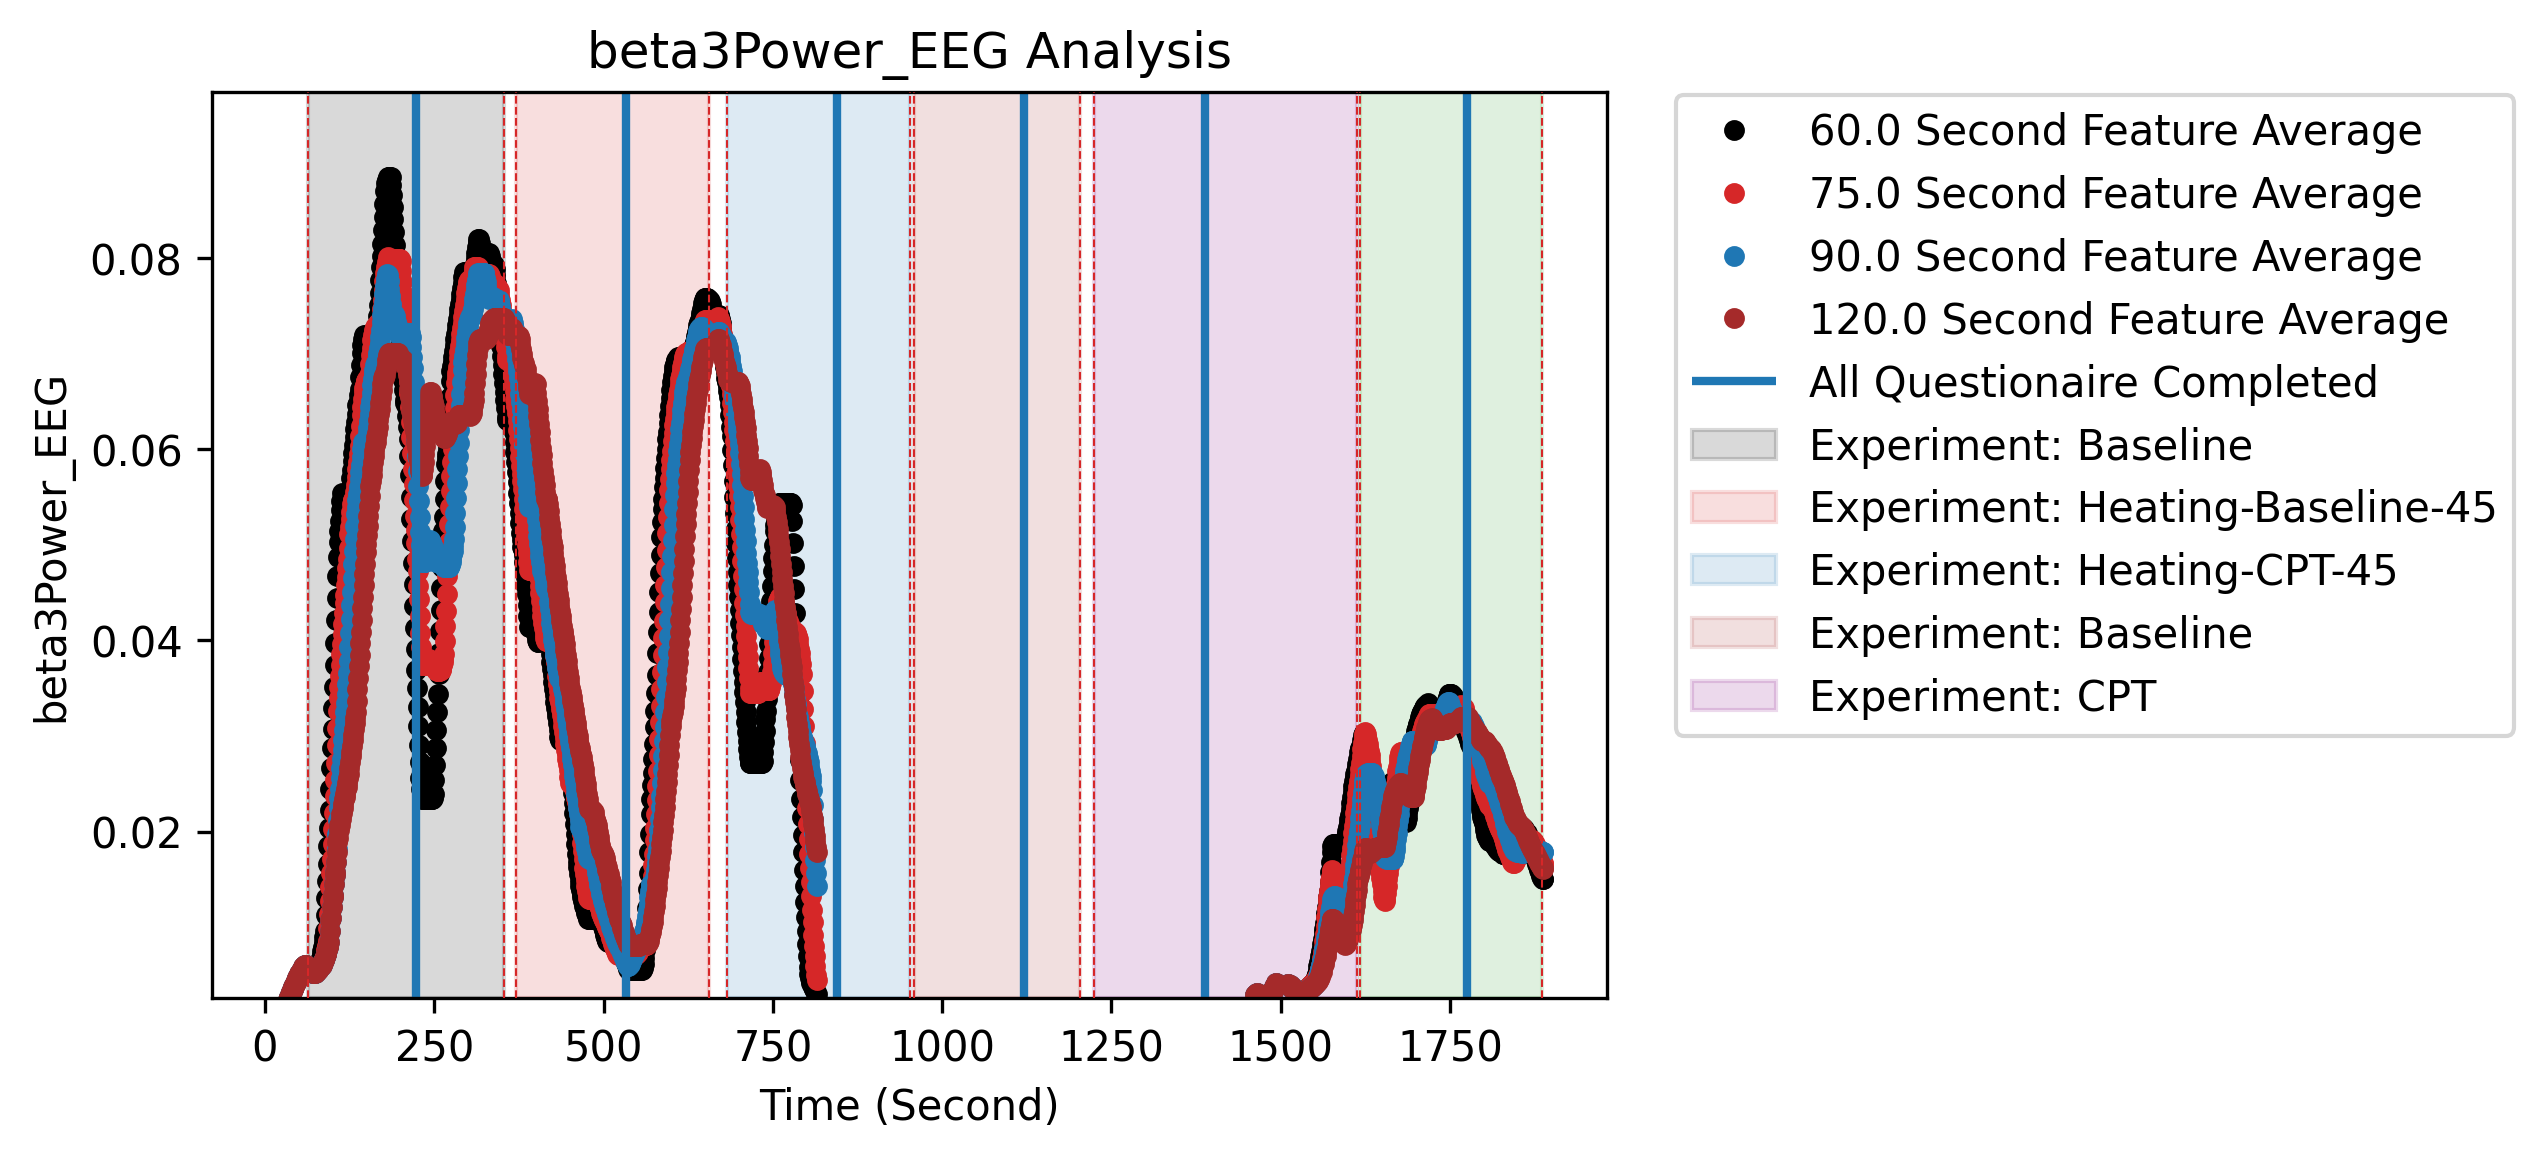 beta3Power_EEG Analysis
beta3Power_EEG
0.08
0.06
0.04
0.02
0 250 500 750 1000 1250 1500 1750
Time (Second)
60.0 Second Feature Average
75.0 Second Feature Average
90.0 Second Feature Average
120.0 Second Feature Average
All Questionaire Completed
Experiment: Baseline
Experiment: Heating-Baseline-45
Experiment: Heating-CPT-45
Experiment: Baseline
Experiment: CPT